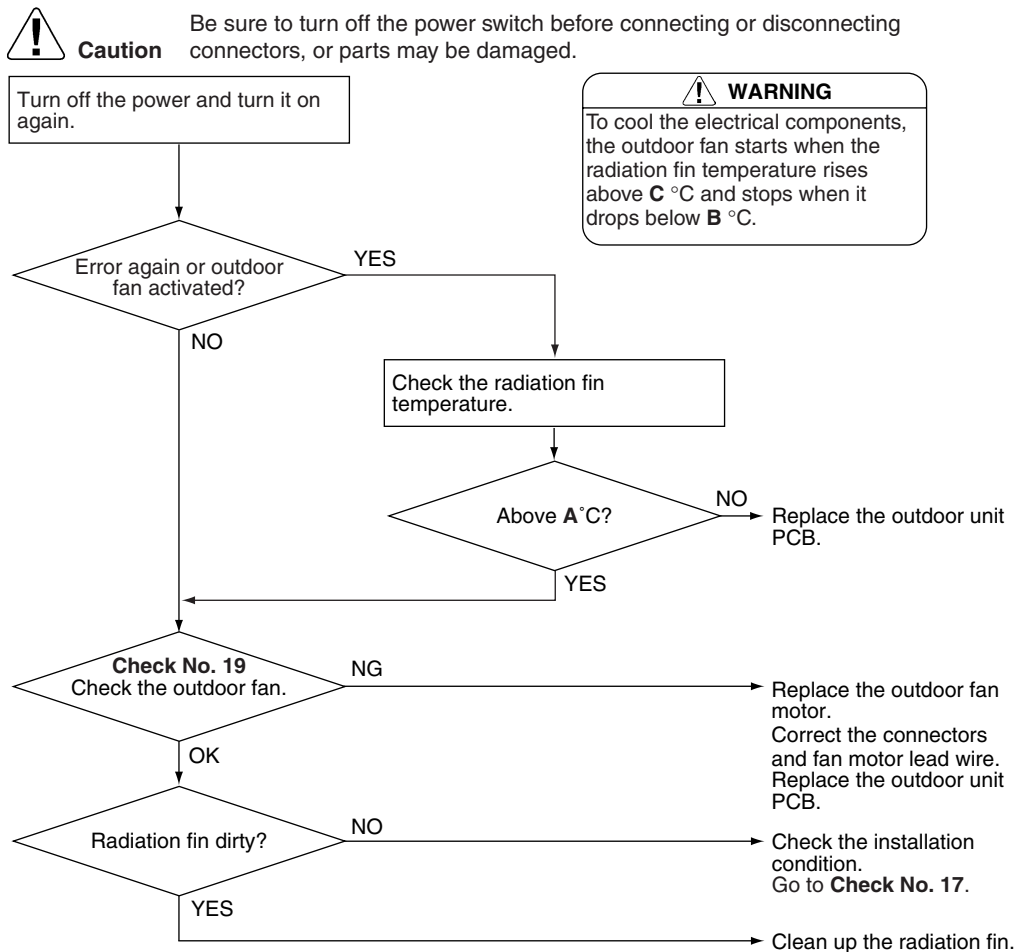 Be sure to turn off the power switch before connecting or disconnecting
Caution connectors, or parts may be damaged.
Turn off the power and turn it on
again.
WARNING
To cool the electrical components,
the outdoor fan starts when the
radiation fin temperature rises
above C °C and stops when it
drops below B °C.
Error again or outdoor
fan activated?
YES
NO
Check the radiation fin
temperature.
Above A°C?
NO
Replace the outdoor unit
PCB.
YES
Check No. 19
Check the outdoor fan.
NG
Replace the outdoor fan
motor.
Correct the connectors
and fan motor lead wire.
Replace the outdoor unit
PCB.
OK
Radiation fin dirty?
NO
Check the installation
condition.
Go to Check No. 17.
YES
Clean up the radiation fin.